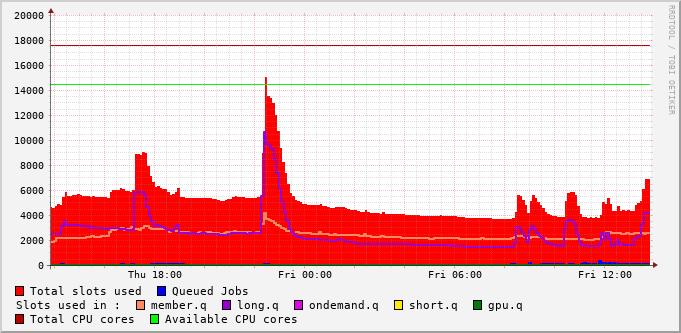 20000
18000
16000
14000
12000
10000
8000
6000
4000
2000
0
Thu 18:00 Fri 00:00 Fri 06:00 Fri 12:00
RRDTOOL / TOBI OETIKER
Total slots used Queued Jobs
Slots used in : member.q long.q ondemand.q short.q gpu.q
Total CPU cores Available CPU cores